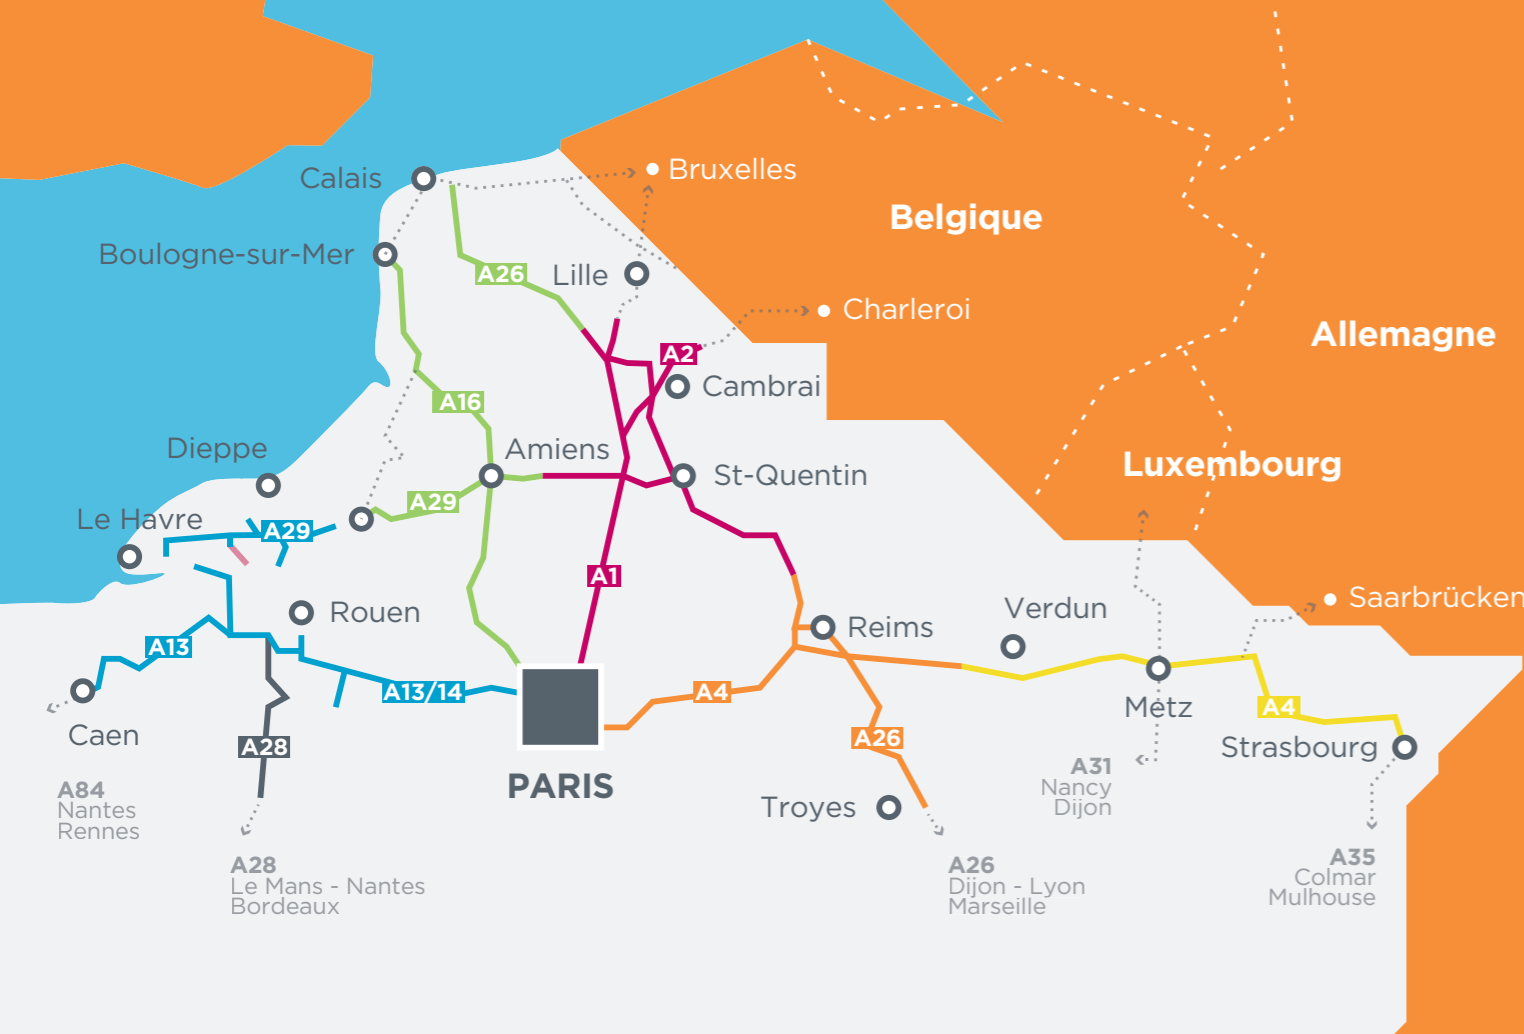 Calais
Bruxelles
Belgique
Boulogne-sur-Mer
A26
Lille
Charleroi
Allemagne
A2
Cambrai
A16
Dieppe
Amiens
Luxembourg
St-Quentin
A29
Le Havre
A29
A1
Saarbrücken
Rouen
Verdun
Reims
A13
A13/14
A4
Metz
A4
Caen
A28
A26
Strasbourg
PARIS
Troyes
A31
Nancy
Dijon
A84
Nantes
Rennes
A28
Le Mans - Nantes
Bordeaux
A26
Dijon - Lyon
Marseille
A35
Colmar
Mulhouse